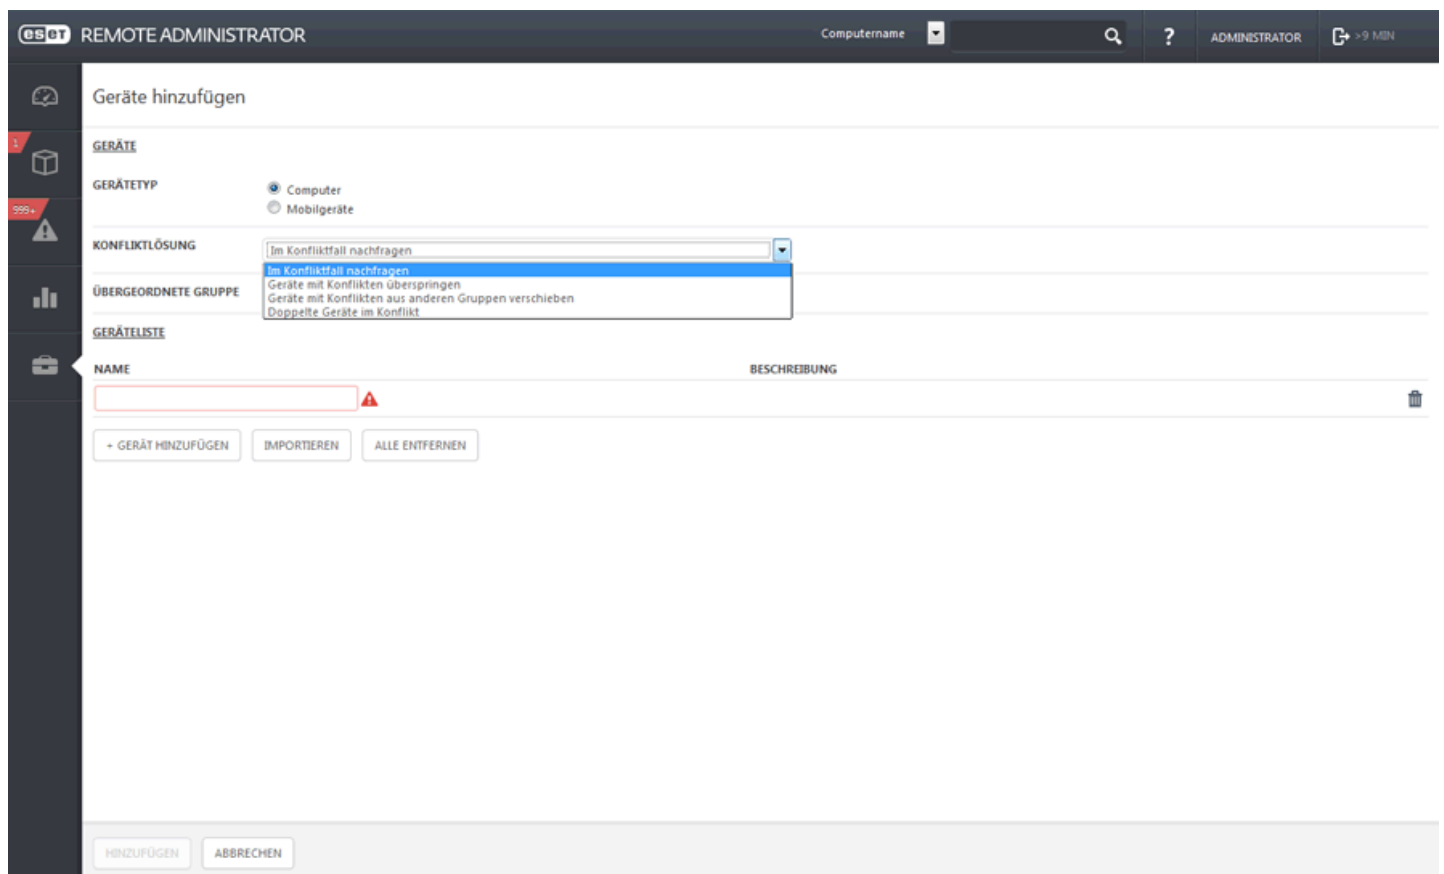 eset REMOTE ADMINISTRATOR Computername ? ADMINISTRATOR >9 MIN
Geräte hinzufügen
1
GERÄTE
GERÄTETYP
Computer
Mobilgeräte
999+
KONFLIKTLÖSUNG
Im Konfliktfall nachfragen
Im Konfliktfall nachfragen
Geräte mit Konflikten überspringen
Geräte mit Konflikten aus anderen Gruppen verschieben
Doppelte Geräte im Konflikt
ÜBERGEORDNETE GRUPPE
GERÄTELISTE
NAME BESCHREIBUNG
+ GERÄT HINZUFÜGEN IMPORTIEREN ALLE ENTFERNEN
HINZUFÜGEN ABBRECHEN